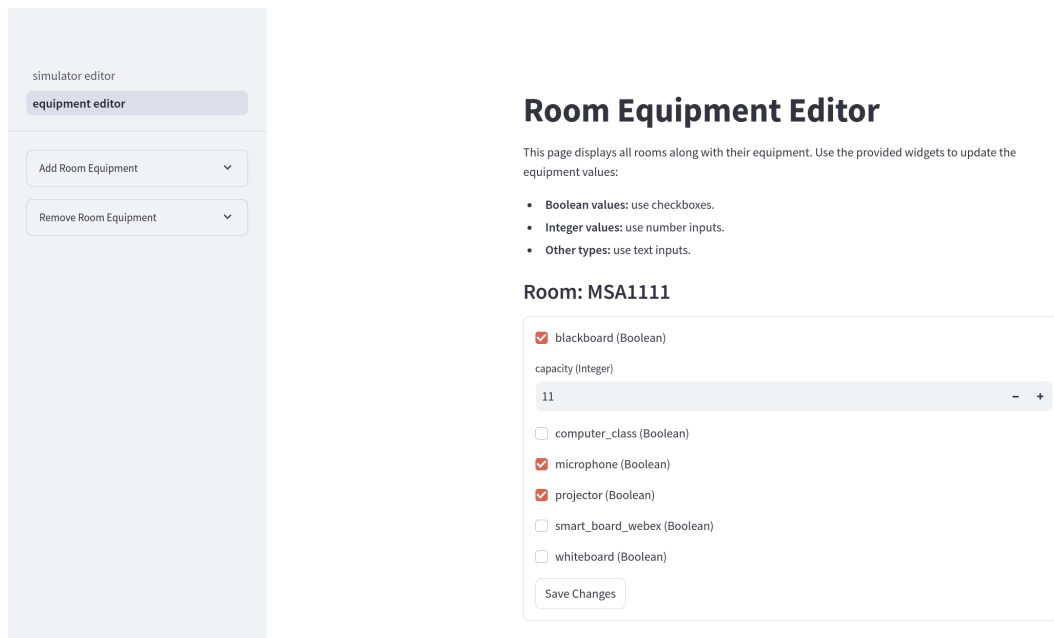 simulator editor
equipment editor
Add Room Equipment
Remove Room Equipment
Room Equipment Editor
This page displays all rooms along with their equipment. Use the provided widgets to update the
equipment values:
• Boolean values: use checkboxes.
• Integer values: use number inputs.
• Other types: use text inputs.
Room: MSA1111
blackboard (Boolean)
capacity (Integer)
11
computer_class (Boolean)
microphone (Boolean)
projector (Boolean)
smart_board_webex (Boolean)
whiteboard (Boolean)
Save Changes